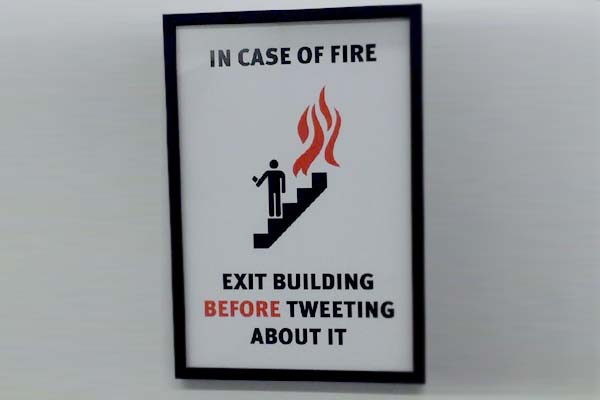 IN CASE OF FIRE
EXIT BUILDING
BEFORE TWEETING
ABOUT IT